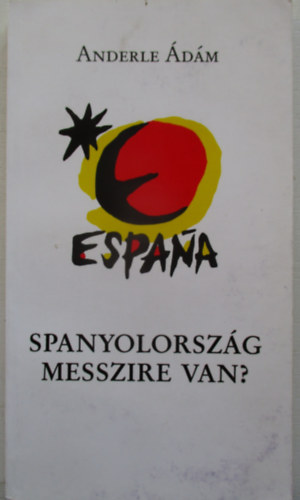 ANDERLE ÁDÁM
ESPAÑA
SPANYOLORSZÁG
MESSZIRE VAN?